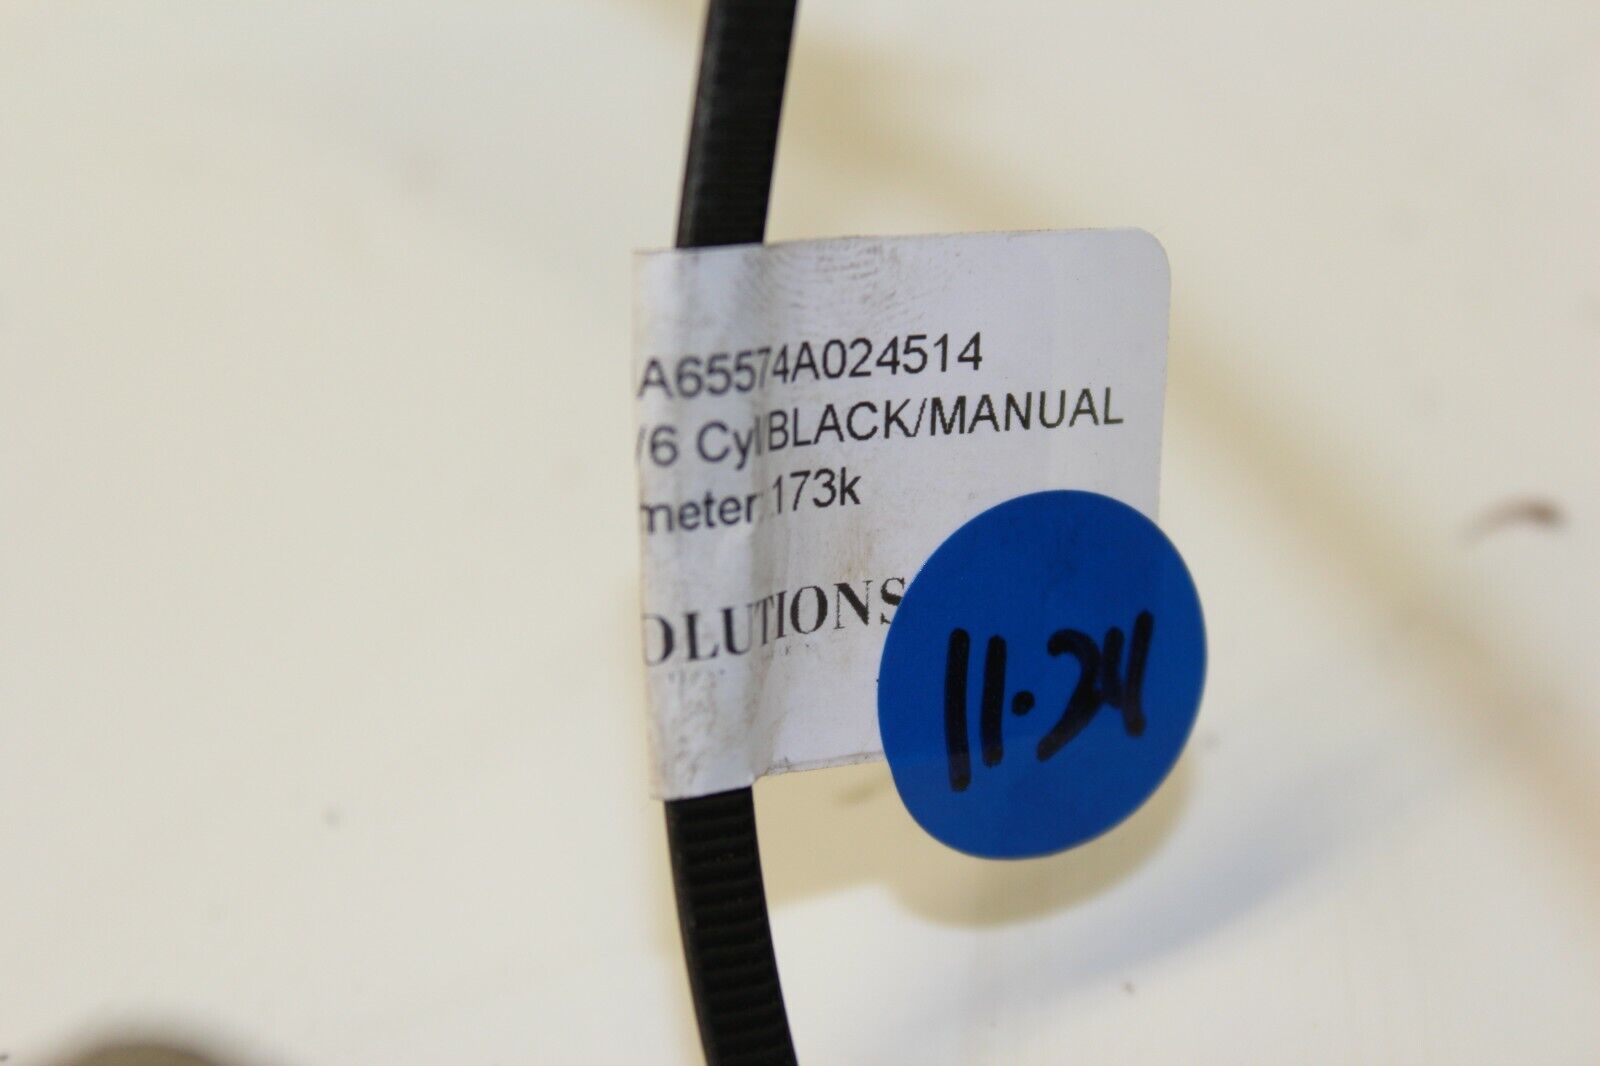 A65574A024514
/6 Cyl/BLACK/MANUAL
meter: 173k
OLUTIONS
11.24